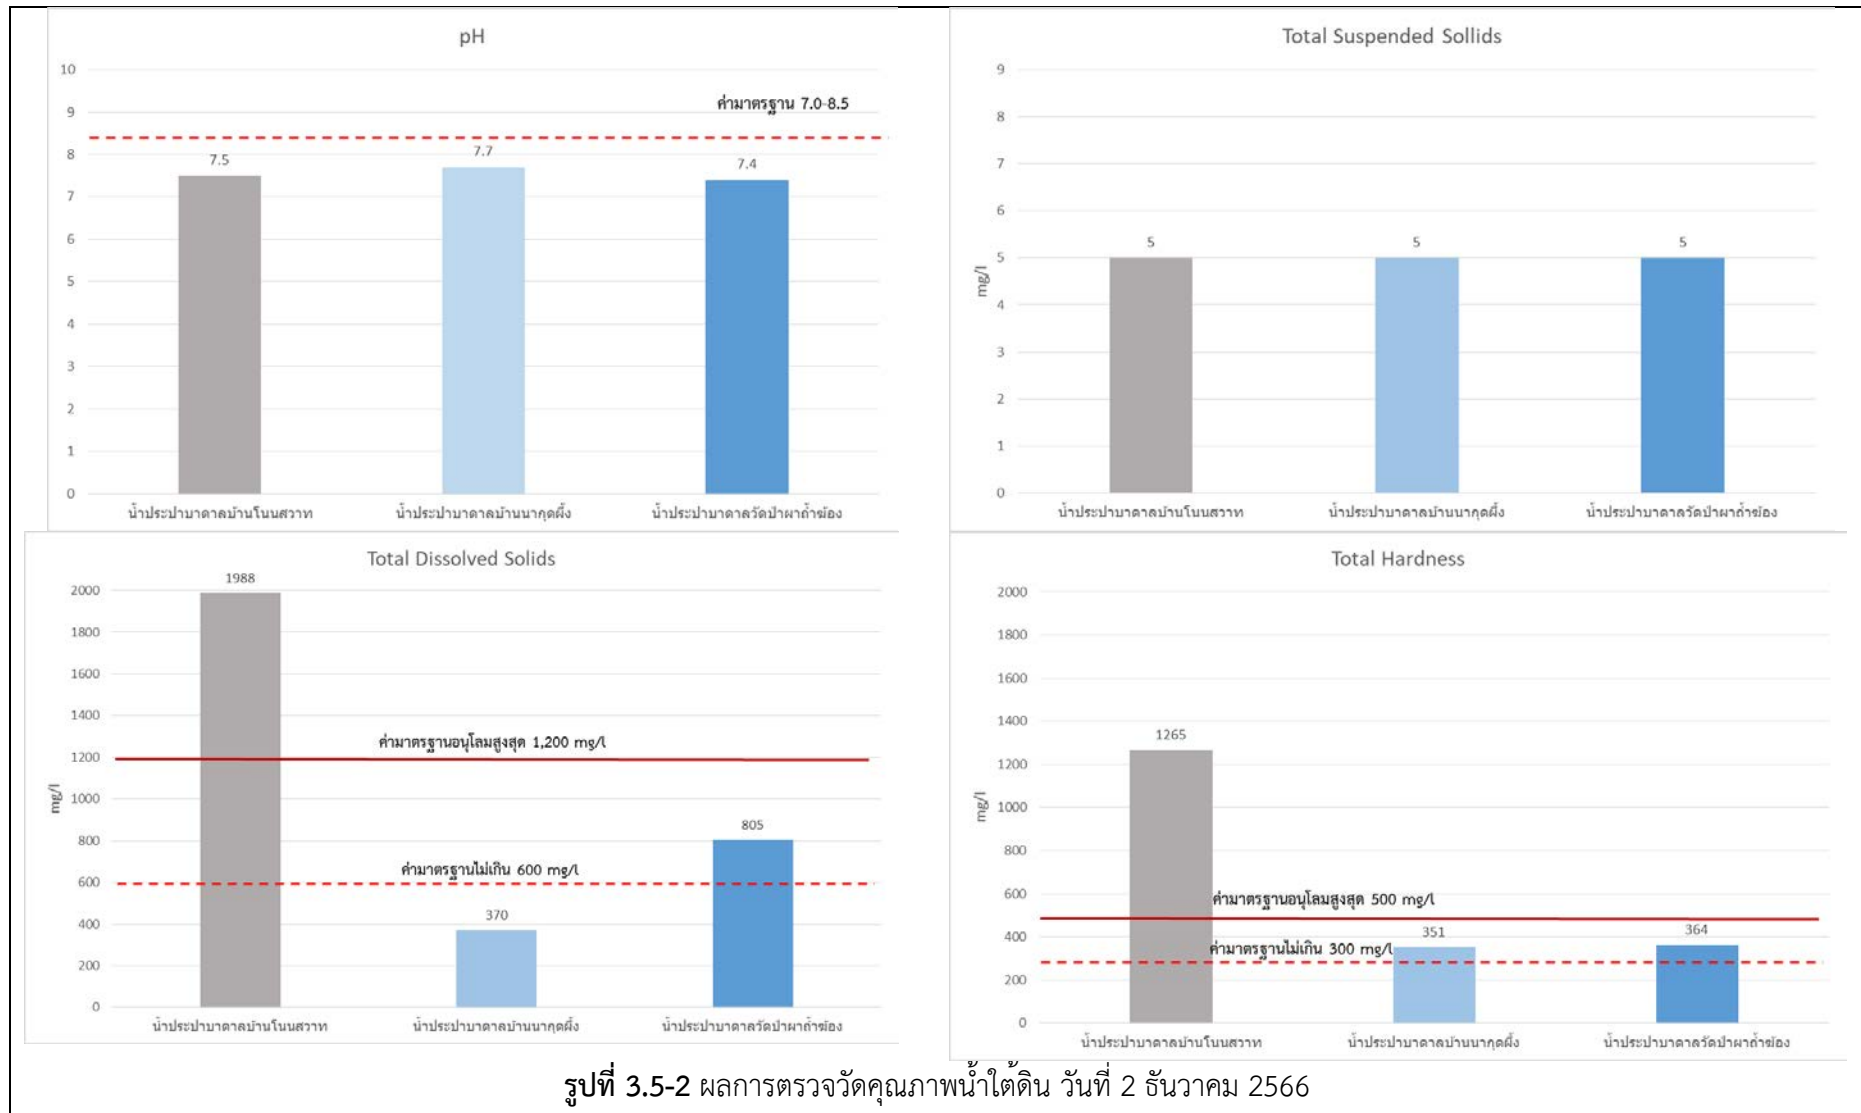 pH
10
9
8
7
6
5
4
3
2
1
0
ค่ามาตรฐาน 7.0-8.5
7.5
7.7
7.4
น้ำประปาบาดาลบ้านโนนสวาท
น้ำประปาบาดาลบ้านนากุดผึ้ง
น้ำประปาบาดาลวัดป่าผาถ้ำฆ้อง
Total Suspended Sollids
9
8
7
6
5
4
3
2
1
0
mg/l
5
5
5
น้ำประปาบาดาลบ้านโนนสวาท
น้ำประปาบาดาลบ้านนากุดผึ้ง
น้ำประปาบาดาลวัดป่าผาถ้ำฆ้อง
Total Dissolved Solids
2000
1800
1600
1400
1200
1000
800
600
400
200
0
mg/l
1988
ค่ามาตรฐานอนุโลมสูงสุด 1,200 mg/l
805
ค่ามาตรฐานไม่เกิน 600 mg/l
370
น้ำประปาบาดาลบ้านโนนสวาท
น้ำประปาบาดาลบ้านนากุดผึ้ง
น้ำประปาบาดาลวัดป่าผาถ้ำฆ้อง
Total Hardness
2000
1800
1600
1400
1200
1000
800
600
400
200
0
mg/l
1265
ค่ามาตรฐานอนุโลมสูงสุด 500 mg/l
351
364
ค่ามาตรฐานไม่เกิน 300 mg/l
น้ำประปาบาดาลบ้านโนนสวาท
น้ำประปาบาดาลบ้านนากุดผึ้ง
น้ำประปาบาดาลวัดป่าผาถ้ำฆ้อง
รูปที่ 3.5-2 ผลการตรวจวัดคุณภาพน้ำใต้ดิน วันที่ 2 ธันวาคม 2566